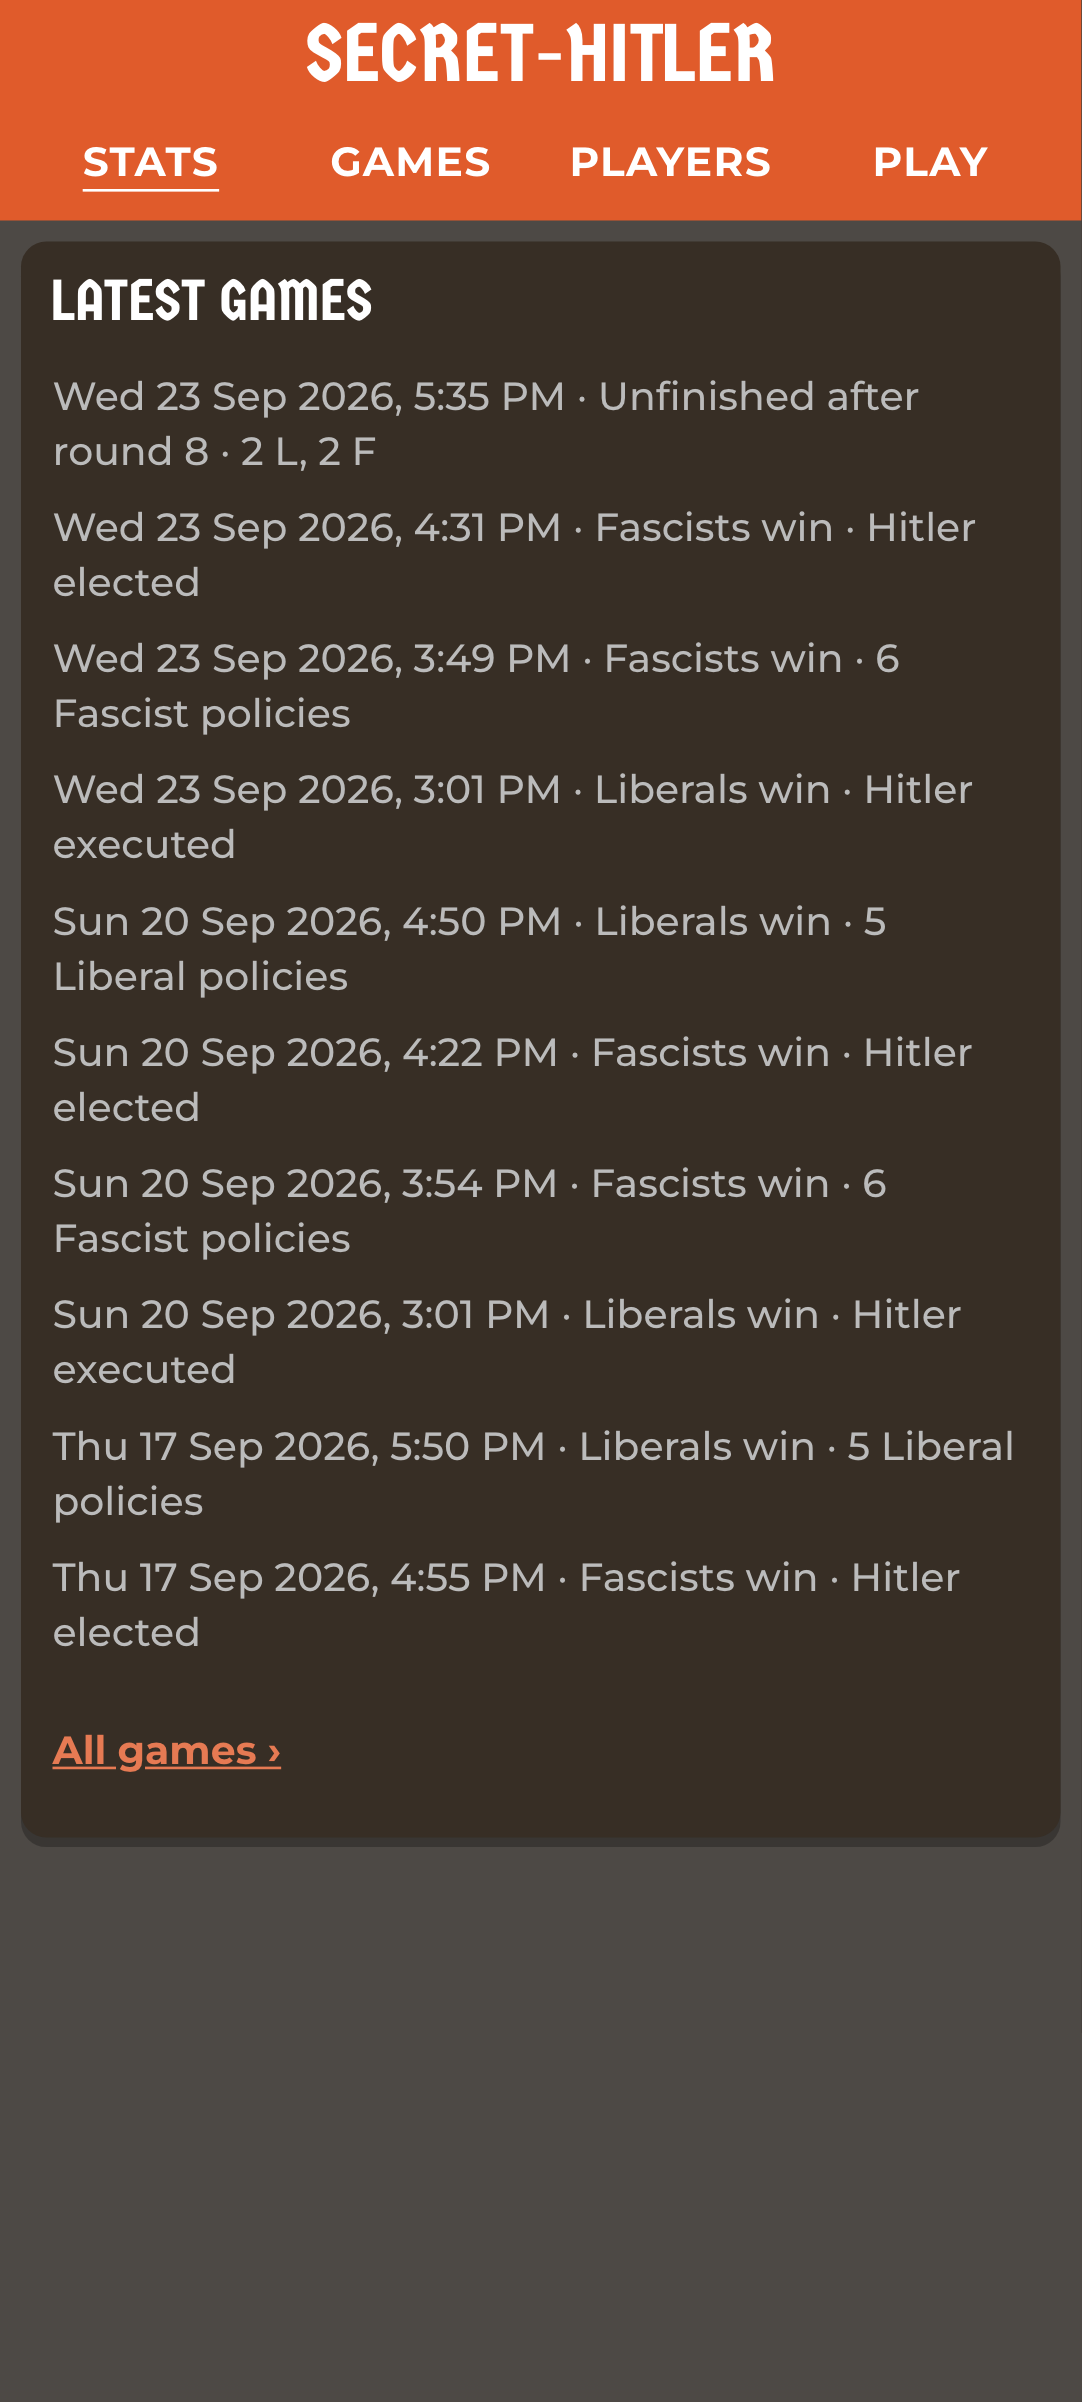 SECRET-HITLER
STATS GAMES PLAYERS PLAY
LATEST GAMES
Wed 23 Sep 2026, 5:35 PM · Unfinished after
round 8 · 2 L, 2 F
Wed 23 Sep 2026, 4:31 PM · Fascists win · Hitler
elected
Wed 23 Sep 2026, 3:49 PM · Fascists win · 6
Fascist policies
Wed 23 Sep 2026, 3:01 PM · Liberals win · Hitler
executed
Sun 20 Sep 2026, 4:50 PM · Liberals win · 5
Liberal policies
Sun 20 Sep 2026, 4:22 PM · Fascists win · Hitler
elected
Sun 20 Sep 2026, 3:54 PM · Fascists win · 6
Fascist policies
Sun 20 Sep 2026, 3:01 PM · Liberals win · Hitler
executed
Thu 17 Sep 2026, 5:50 PM · Liberals win · 5 Liberal
policies
Thu 17 Sep 2026, 4:55 PM · Fascists win · Hitler
elected
All games ›